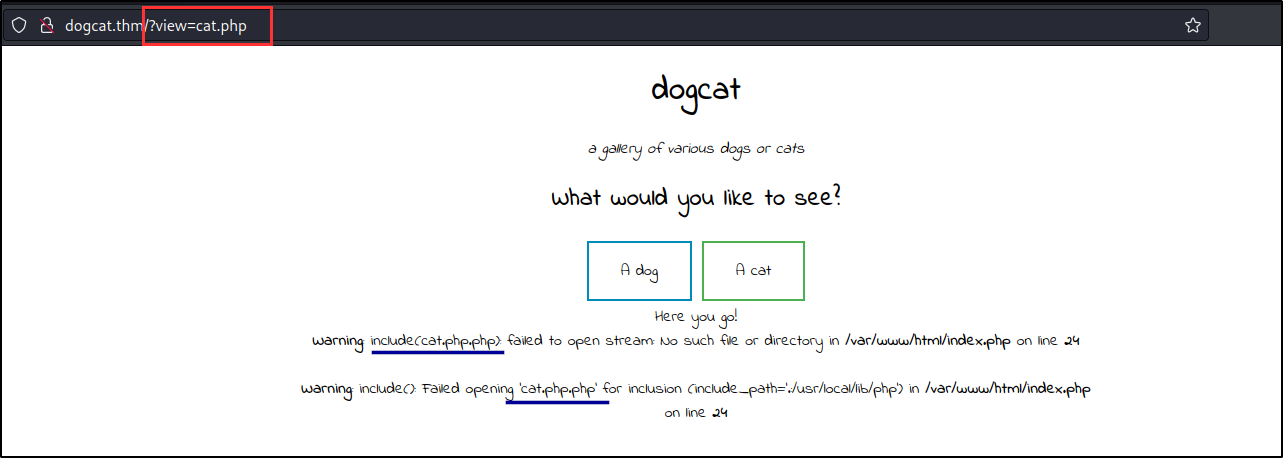 dogcat.thm/?view=cat.php
dogcat
a gallery of various dogs or cats
What would you like to see?
A dog
A cat
Here you go!
Warning: include(cat.php.php): failed to open stream: No such file or directory in /var/www/html/index.php on line 24
Warning: include(): Failed opening 'cat.php.php' for inclusion (include_path='.:/usr/local/lib/php') in /var/www/html/index.php
on line 24